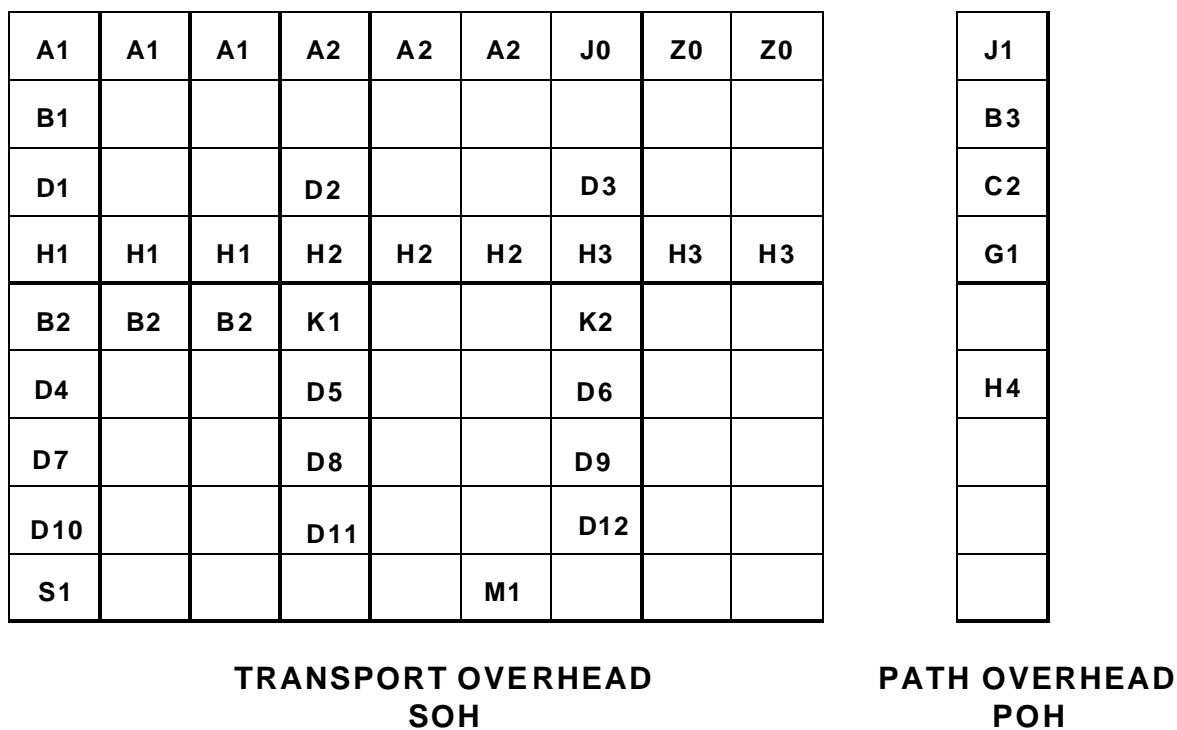 A1 A1 A1 A2 A2 A2 J0 Z0 Z0 J1
B1 B3
D1 D2 D3 C2
H1 H1 H1 H2 H2 H2 H3 H3 H3 G1
B2 B2 B2 K1 K2
D4 D5 D6 H4
D7 D8 D9
D10 D11 D12
S1 M1
TRANSPORT OVERHEAD PATH OVERHEAD
SOH POH